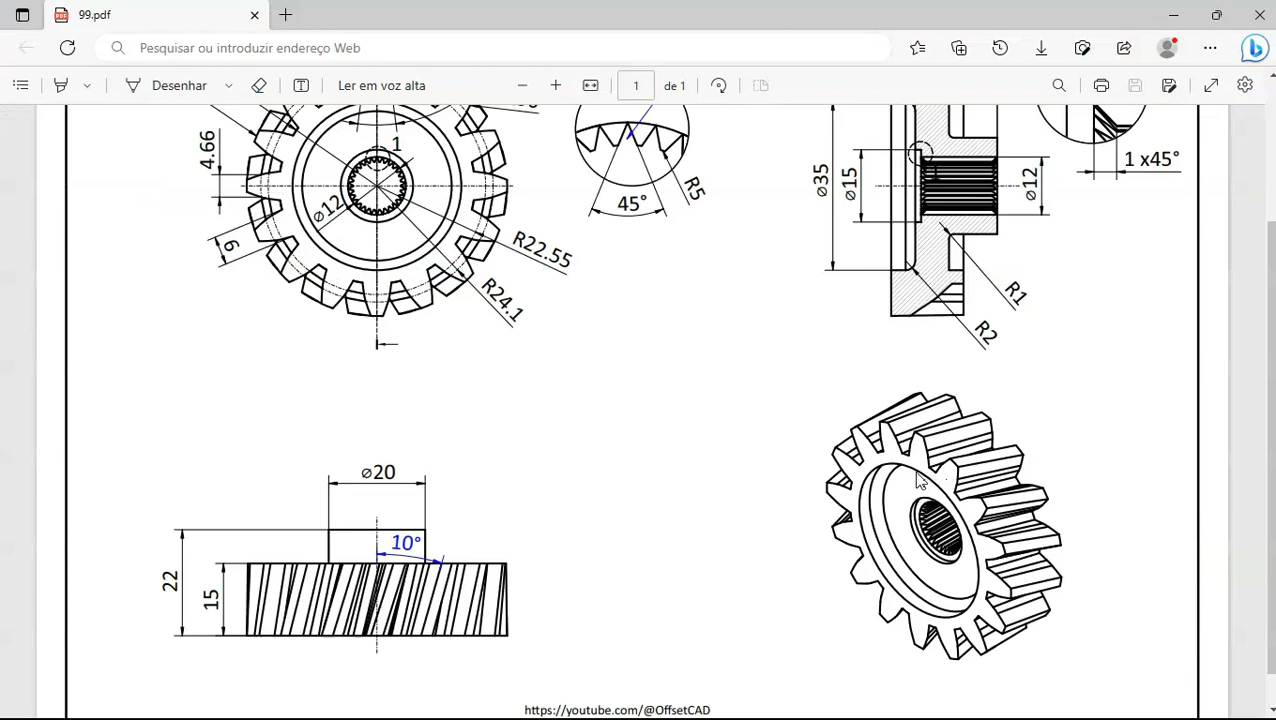 99.pdf
Pesquisar ou introduzir endereço Web
Desenhar
Ler em voz alta
1
de 1
4.66
1
⌀12
6
R22.55
R24.1
45°
R5
⌀35
⌀15
⌀12
1 x45°
R1
R2
⌀20
10°
22
15
https://youtube.com/@OffsetCAD